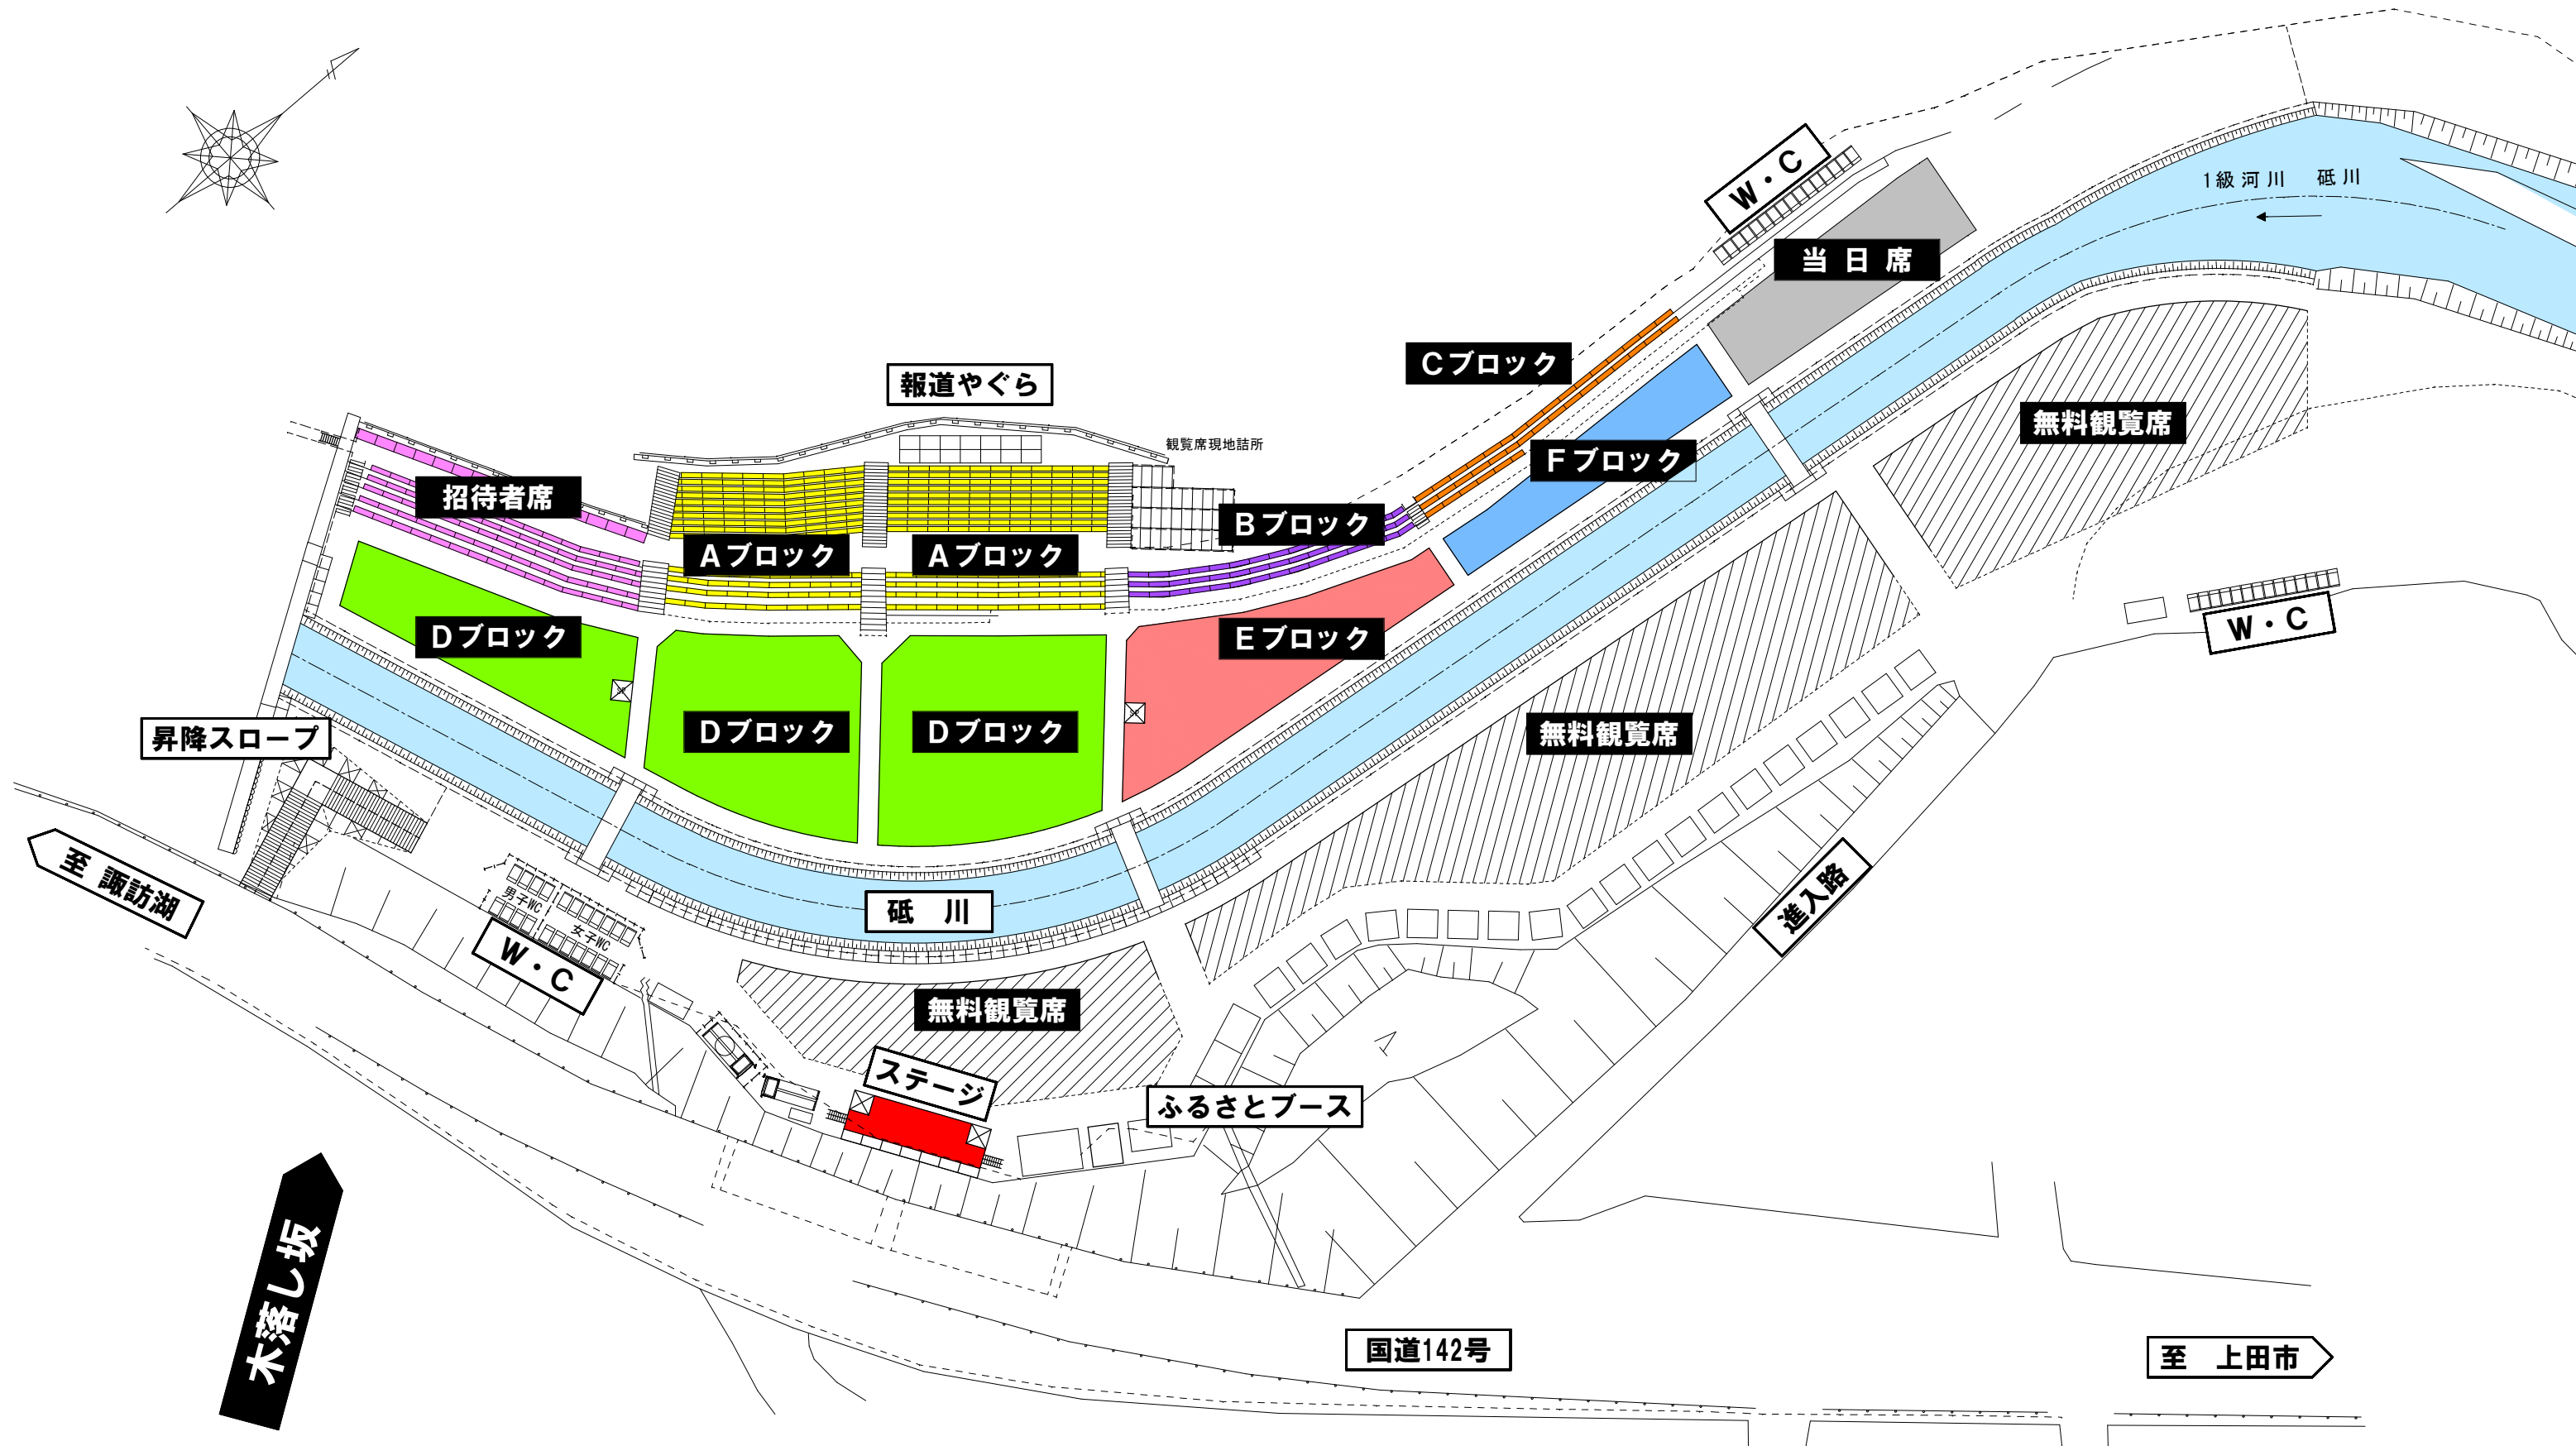 W・C
1級河川 砥川
当日席
Cブロック
報道やぐら
無料観覧席
観覧席現地詰所
Fブロック
招待者席
Bブロック
Aブロック
Aブロック
W・C
Dブロック
Eブロック
昇降スロープ
Dブロック
Dブロック
無料観覧席
至 諏訪湖
男子WC
女子WC
砥 川
進入路
W・C
無料観覧席
ステージ
ふるさとブース
木落し坂
国道142号
至 上田市